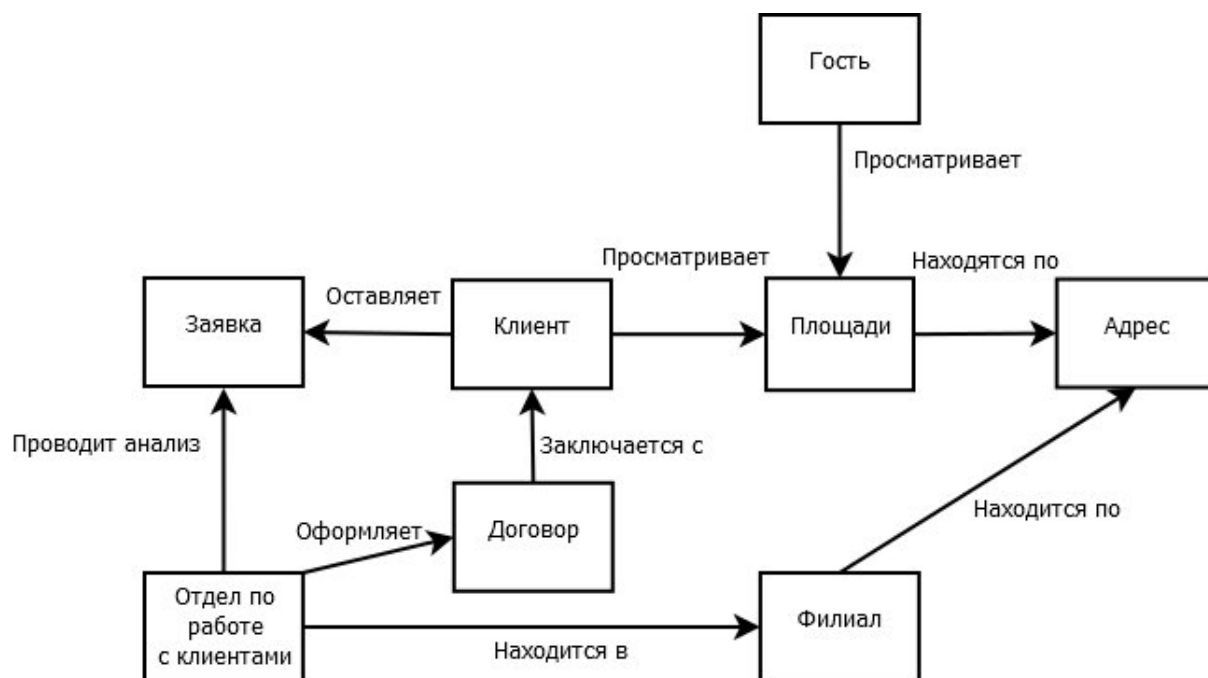 Гость
Просматривает
Просматривает
Находятся по
Оставляет
Заявка
Клиент
Площади
Адрес
Проводит анализ
Заключается с
Находится по
Оформляет
Договор
Отдел по
работе
с клиентами
Филиал
Находится в